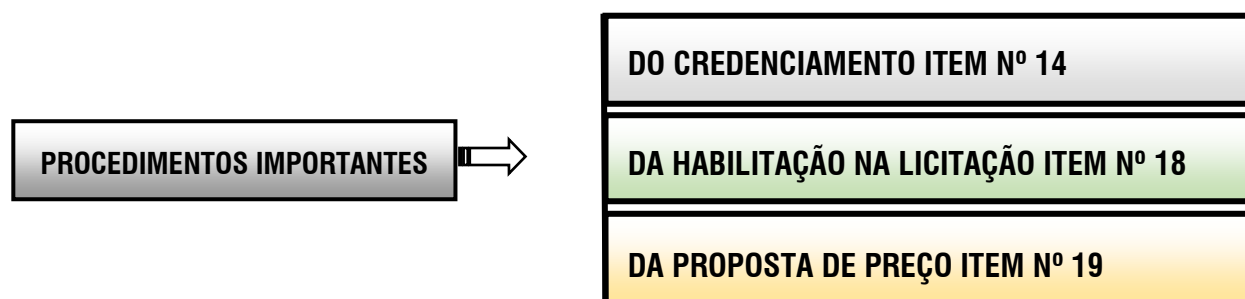 PROCEDIMENTOS IMPORTANTES
DO CREDENCIAMENTO ITEM Nº 14
DA HABILITAÇÃO NA LICITAÇÃO ITEM Nº 18
DA PROPOSTA DE PREÇO ITEM Nº 19